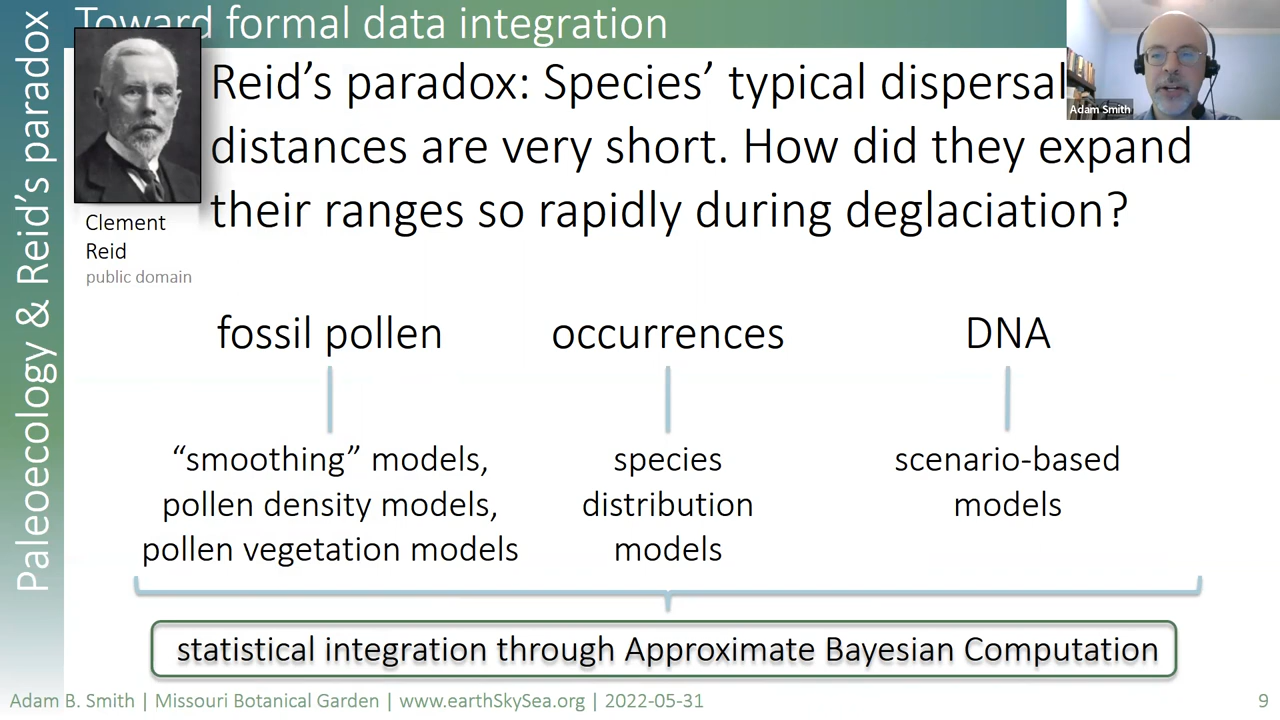 Toward formal data integration
Paleoecology & Reid's paradox
Adam Smith
Clement
Reid
public domain
Reid's paradox: Species' typical dispersal
distances are very short. How did they expand
their ranges so rapidly during deglaciation?
fossil pollen
occurrences
DNA
“smoothing” models,
pollen density models,
pollen vegetation models
species
distribution
models
scenario-based
models
statistical integration through Approximate Bayesian Computation
Adam B. Smith | Missouri Botanical Garden | www.earthSkySea.org | 2022-05-31
9